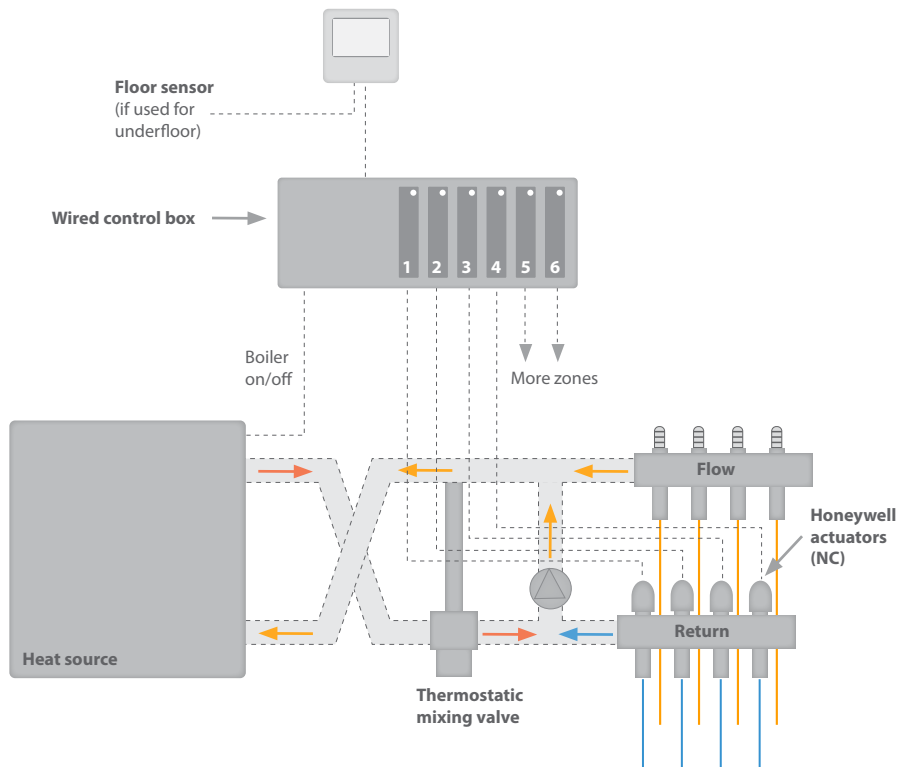 Floor sensor
(if used for
underfloor)
Wired control box
1 2 3 4 5 6
Boiler
on/off
More zones
Flow
Honeywell
actuators
(NC)
Return
Heat source
Thermostatic
mixing valve